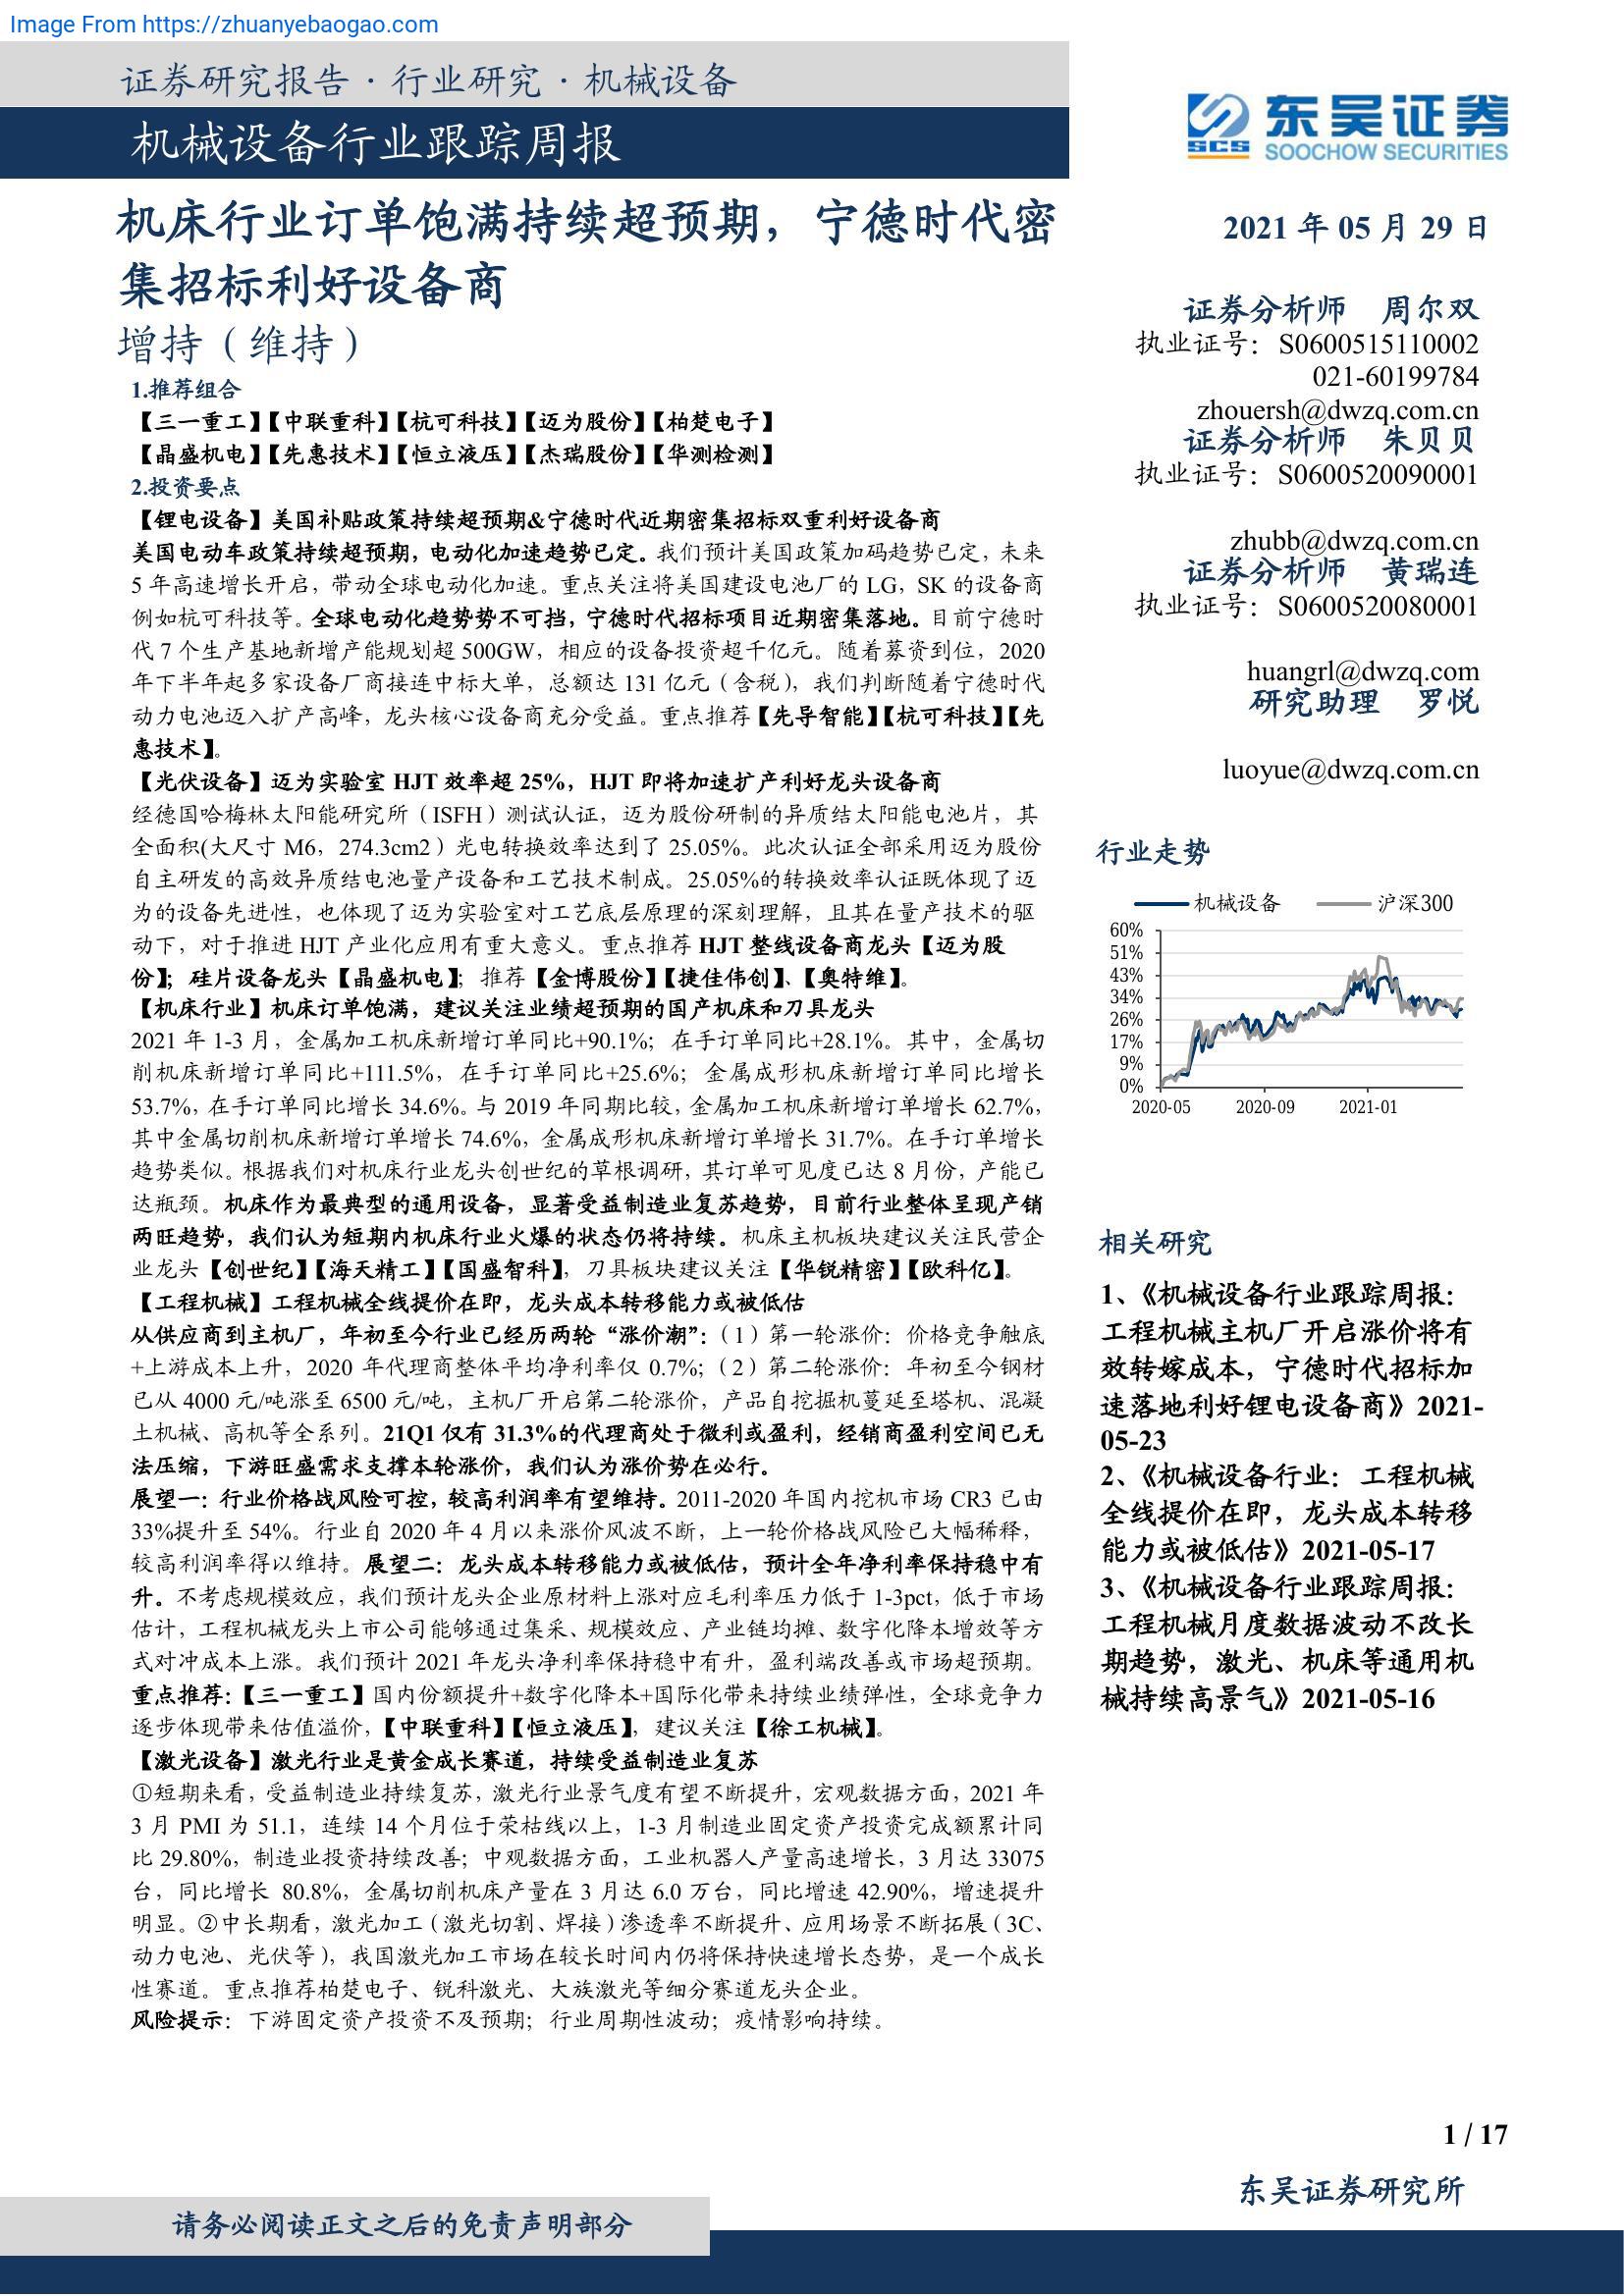 Image From https://zhuanyebaogao.com
证券研究报告·行业研究·机械设备
机械设备行业跟踪周报
东吴证券
SCS
SOOCHOW SECURITIES
机床行业订单饱满持续超预期，宁德时代密
集招标利好设备商
增持（维持）
1.推荐组合
【三一重工】【中联重科】【杭可科技】【迈为股份】【柏楚电子】
【晶盛机电】【先惠技术】【恒立液压】【杰瑞股份】【华测检测】
2.投资要点
【锂电设备】美国补贴政策持续超预期&宁德时代近期密集招标双重利好设备商
美国电动车政策持续超预期，电动化加速趋势已定。我们预计美国政策加码趋势已定，未来
5 年高速增长开启，带动全球电动化加速。重点关注将美国建设电池厂的 LG，SK 的设备商
例如杭可科技等。全球电动化趋势势不可挡，宁德时代招标项目近期密集落地。目前宁德时
代 7 个生产基地新增产能规划超 500GW，相应的设备投资超千亿元。随着募资到位，2020
年下半年起多家设备厂商接连中标大单，总额达 131 亿元（含税），我们判断随着宁德时代
动力电池迈入扩产高峰，龙头核心设备商充分受益。重点推荐【先导智能】【杭可科技】【先
惠技术】。
【光伏设备】迈为实验室 HJT 效率超 25%，HJT 即将加速扩产利好龙头设备商
经德国哈梅林太阳能研究所（ISFH）测试认证，迈为股份研制的异质结太阳能电池片，其
全面积(大尺寸 M6，274.3cm2）光电转换效率达到了 25.05%。此次认证全部采用迈为股份
自主研发的高效异质结电池量产设备和工艺技术制成。25.05%的转换效率认证既体现了迈
为的设备先进性，也体现了迈为实验室对工艺底层原理的深刻理解，且其在量产技术的驱
动下，对于推进 HJT 产业化应用有重大意义。重点推荐 HJT 整线设备商龙头【迈为股
份】；硅片设备龙头【晶盛机电】；推荐【金博股份】【捷佳伟创】、【奥特维】。
【机床行业】机床订单饱满，建议关注业绩超预期的国产机床和刀具龙头
2021 年 1-3 月，金属加工机床新增订单同比+90.1%；在手订单同比+28.1%。其中，金属切
削机床新增订单同比+111.5%，在手订单同比+25.6%；金属成形机床新增订单同比增长
53.7%，在手订单同比增长 34.6%。与 2019 年同期比较，金属加工机床新增订单增长 62.7%，
其中金属切削机床新增订单增长 74.6%，金属成形机床新增订单增长 31.7%。在手订单增长
趋势类似。根据我们对机床行业龙头创世纪的草根调研，其订单可见度已达 8 月份，产能已
达瓶颈。机床作为最典型的通用设备，显著受益制造业复苏趋势，目前行业整体呈现产销
两旺趋势，我们认为短期内机床行业火爆的状态仍将持续。机床主机板块建议关注民营企
业龙头【创世纪】【海天精工】【国盛智科】，刀具板块建议关注【华锐精密】【欧科亿】。
【工程机械】工程机械全线提价在即，龙头成本转移能力或被低估
从供应商到主机厂，年初至今行业已经历两轮“涨价潮”：（1）第一轮涨价：价格竞争触底
+上游成本上升，2020 年代理商整体平均净利率仅 0.7%；（2）第二轮涨价：年初至今钢材
已从 4000 元/吨涨至 6500 元/吨，主机厂开启第二轮涨价，产品自挖掘机蔓延至塔机、混凝
土机械、高机等全系列。21Q1 仅有 31.3%的代理商处于微利或盈利，经销商盈利空间已无
法压缩，下游旺盛需求支撑本轮涨价，我们认为涨价势在必行。
展望一：行业价格战风险可控，较高利润率有望维持。2011-2020 年国内挖机市场 CR3 已由
33%提升至 54%。行业自 2020 年 4 月以来涨价风波不断，上一轮价格战风险已大幅稀释，
较高利润率得以维持。展望二：龙头成本转移能力或被低估，预计全年净利率保持稳中有
升。不考虑规模效应，我们预计龙头企业原材料上涨对应毛利率压力低于 1-3pct，低于市场
估计，工程机械龙头上市公司能够通过集采、规模效应、产业链均摊、数字化降本增效等方
式对冲成本上涨。我们预计 2021 年龙头净利率保持稳中有升，盈利端改善或市场超预期。
重点推荐：【三一重工】国内份额提升+数字化降本+国际化带来持续业绩弹性，全球竞争力
逐步体现带来估值溢价，【中联重科】【恒立液压】，建议关注【徐工机械】。
【激光设备】激光行业是黄金成长赛道，持续受益制造业复苏
①短期来看，受益制造业持续复苏，激光行业景气度有望不断提升，宏观数据方面，2021 年
3 月 PMI 为 51.1，连续 14 个月位于荣枯线以上，1-3 月制造业固定资产投资完成额累计同
比 29.80%，制造业投资持续改善；中观数据方面，工业机器人产量高速增长，3 月达 33075
台，同比增长 80.8%，金属切削机床产量在 3 月达 6.0 万台，同比增速 42.90%，增速提升
明显。②中长期看，激光加工（激光切割、焊接）渗透率不断提升、应用场景不断拓展（3C、
动力电池、光伏等），我国激光加工市场在较长时间内仍将保持快速增长态势，是一个成长
性赛道。重点推荐柏楚电子、锐科激光、大族激光等细分赛道龙头企业。
风险提示：下游固定资产投资不及预期；行业周期性波动；疫情影响持续。
2021 年 05 月 29 日
证券分析师 周尔双
执业证号：S0600515110002
021-60199784
zhouersh@dwzq.com.cn
证券分析师 朱贝贝
执业证号：S0600520090001
zhubb@dwzq.com.cn
证券分析师 黄瑞连
执业证号：S0600520080001
huangrl@dwzq.com
研究助理 罗悦
luoyue@dwzq.com.cn
行业走势
机械设备 沪深300
60%
51%
43%
34%
26%
17%
9%
0%
2020-05 2020-09 2021-01
相关研究
1、《机械设备行业跟踪周报：
工程机械主机厂开启涨价将有
效转嫁成本，宁德时代招标加
速落地利好锂电设备商》2021-
05-23
2、《机械设备行业：工程机械
全线提价在即，龙头成本转移
能力或被低估》2021-05-17
3、《机械设备行业跟踪周报：
工程机械月度数据波动不改长
期趋势，激光、机床等通用机
械持续高景气》2021-05-16
1 / 17
东吴证券研究所
请务必阅读正文之后的免责声明部分